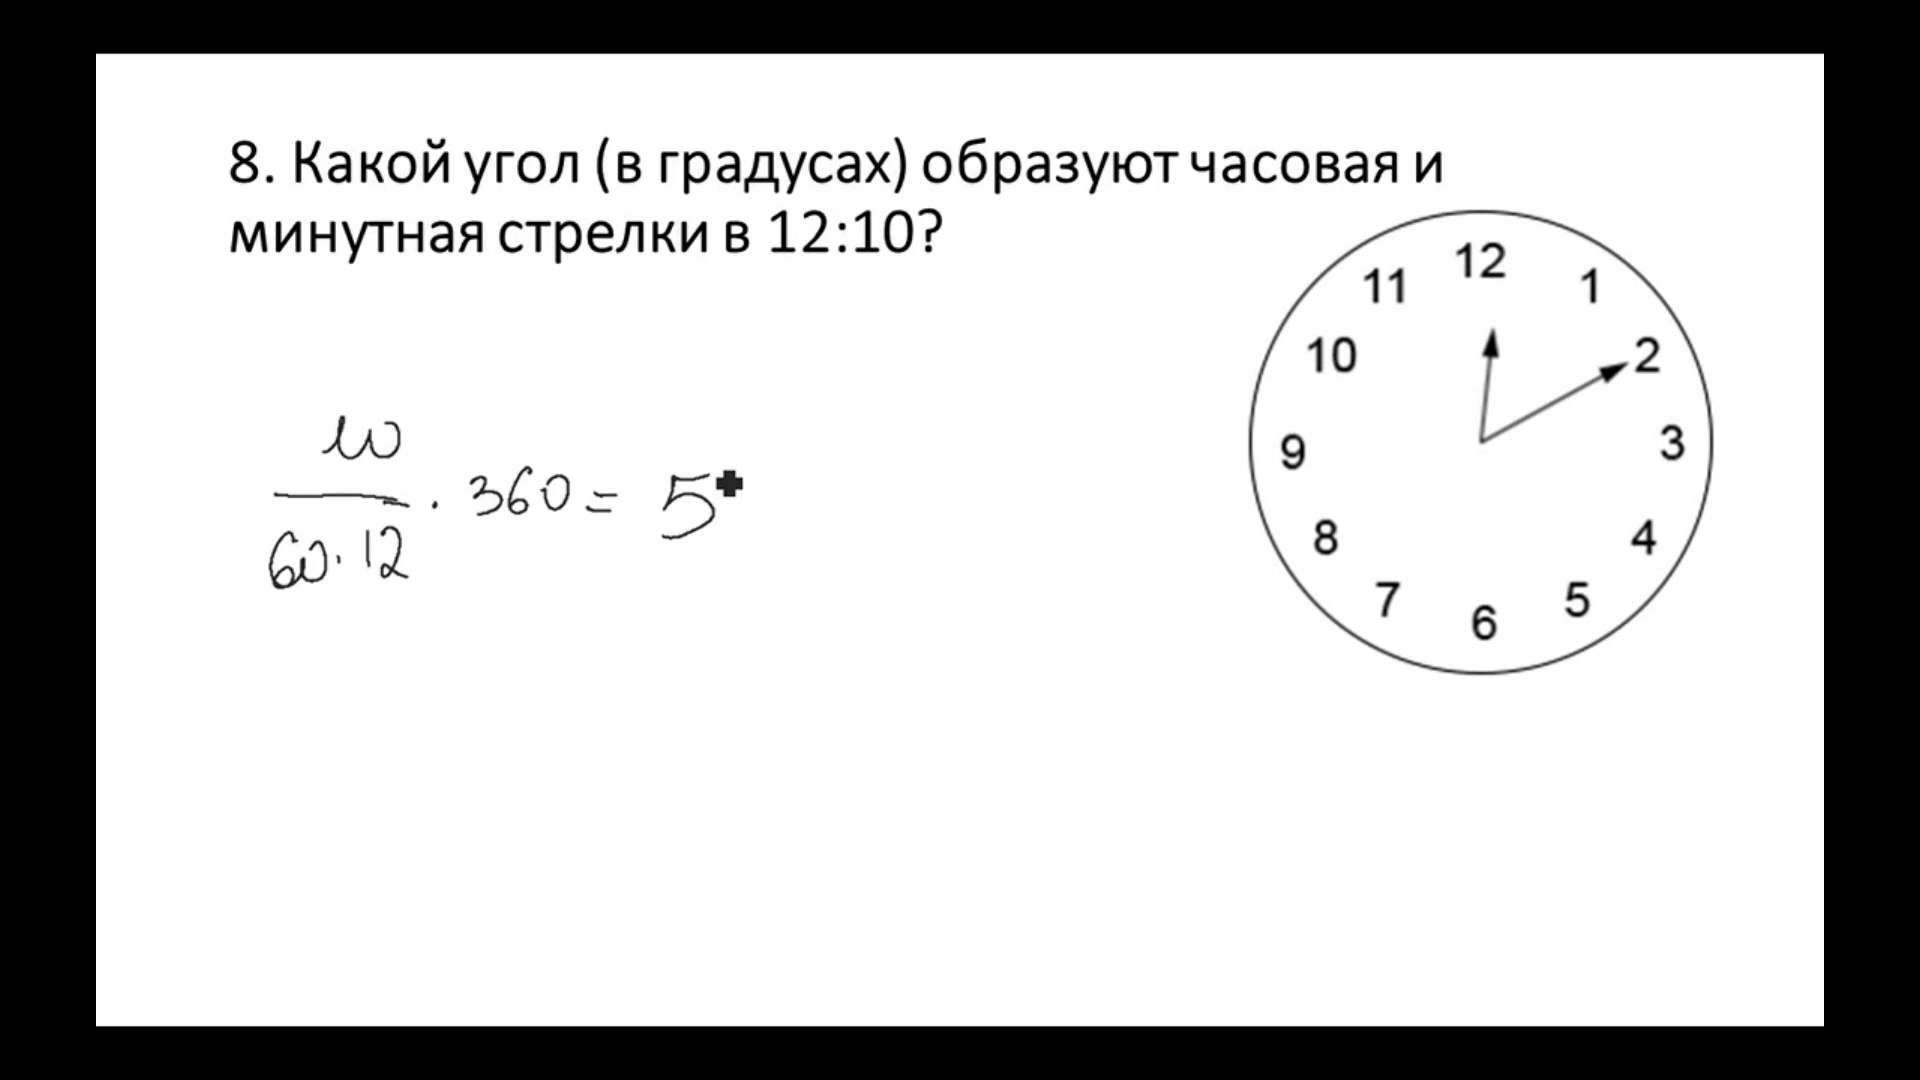 8. Какой угол (в градусах) образуют часовая и
минутная стрелки в 12:10?
10
—— · 360 = 5
60 · 12
12
11 1
10 2
9 3
8 4
7 5
6